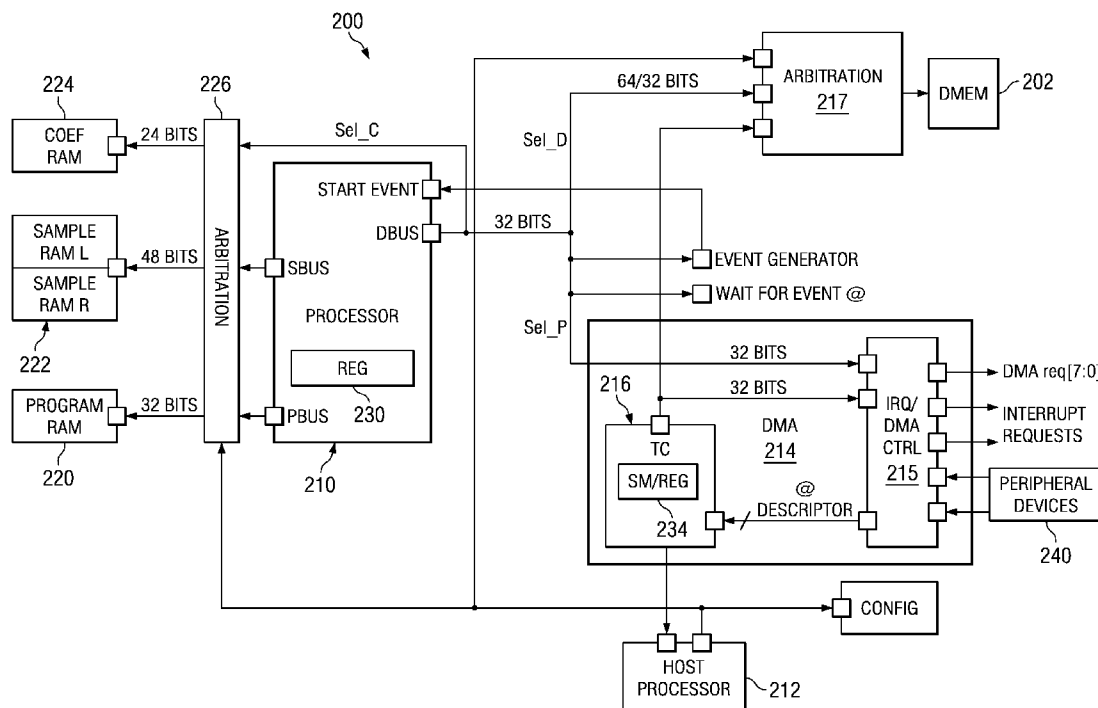 200
224
COEF
RAM
24 BITS
226
ARBITRATION
Sel_C
START EVENT
DBUS
32 BITS
SBUS
PROCESSOR
REG
230
PBUS
210
SAMPLE
RAM L
SAMPLE
RAM R
48 BITS
222
PROGRAM
RAM
32 BITS
220
64/32 BITS
Sel_D
ARBITRATION
217
DMEM
202
EVENT GENERATOR
WAIT FOR EVENT @
Sel_P
32 BITS
32 BITS
216
TC
SM/REG
234
DMA
214
@
DESCRIPTOR
IRQ/
DMA
CTRL
215
DMA req[7:0]
INTERRUPT
REQUESTS
PERIPHERAL
DEVICES
240
CONFIG
HOST
PROCESSOR
212